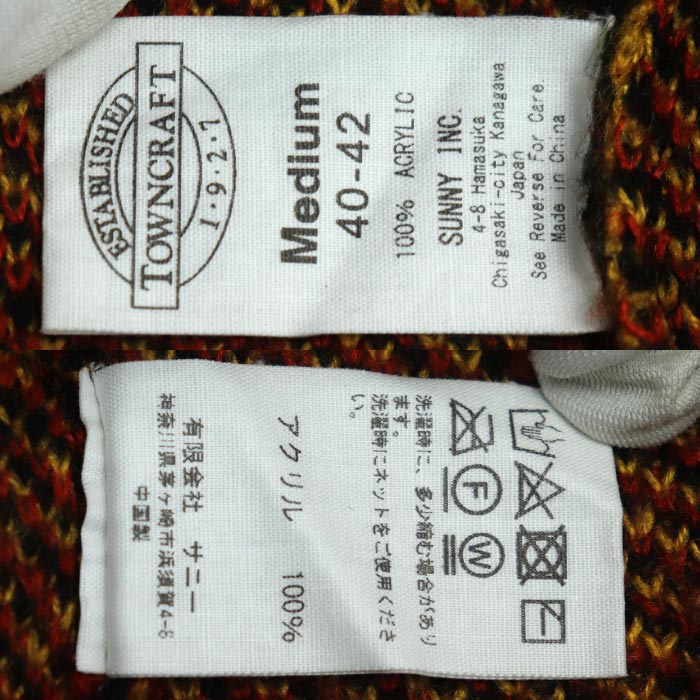 ESTABLISHED
TOWNCRAFT
1・9・2・7
Medium
40-42
100% ACRYLIC
SUNNY INC.
4-8 Hamasuka
Chigasaki-city Kanagawa
Japan
See Reverse For Care.
Made in China
F
W
洗濯時に、多少縮む場合があり
ます。
洗濯時にネットをご使用くださ
い。
アクリル 100%
有限会社 サニー
神奈川県茅ヶ崎市浜須賀4-8
中国製